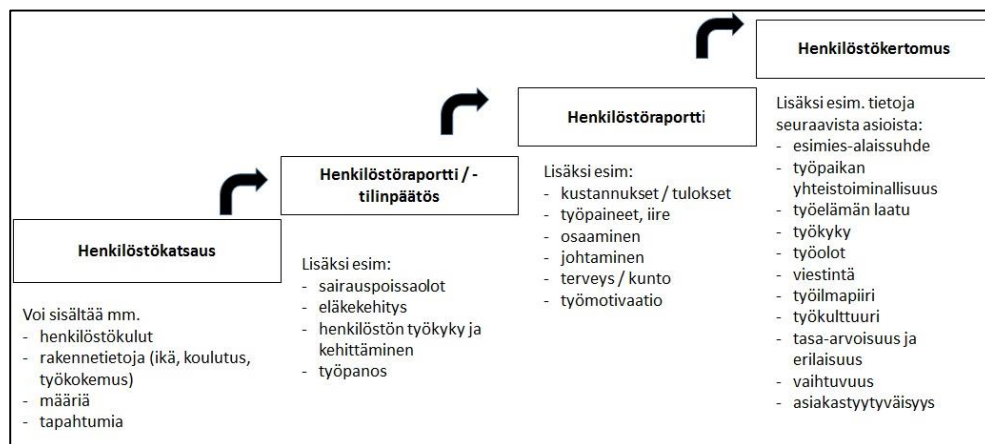 Henkilöstökatsaus
Voi sisältää mm.
- henkilöstökulut
- rakennetietoja (ikä, koulutus,
työkokemus)
- määriä
- tapahtumia
Henkilöstöraportti / -
tilinpäätös
Lisäksi esim:
- sairauspoissaolot
- eläkekehitys
- henkilöstön työkyky ja
kehittäminen
- työpanos
Henkilöstöraportti
Lisäksi esim:
- kustannukset / tulokset
- työpaineet, iire
- osaaminen
- johtaminen
- terveys / kunto
- työmotivaatio
Henkilöstökertomus
Lisäksi esim. tietoja
seuraavista asioista:
- esimies-alaissuhde
- työpaikan
yhteistoiminallisuus
- työelämän laatu
- työkyky
- työolot
- viestintä
- työilmapiiri
- työkulttuuri
- tasa-arvoisuus ja
erilaisuus
- vaihtuvuus
- asiakastyytyväisyys